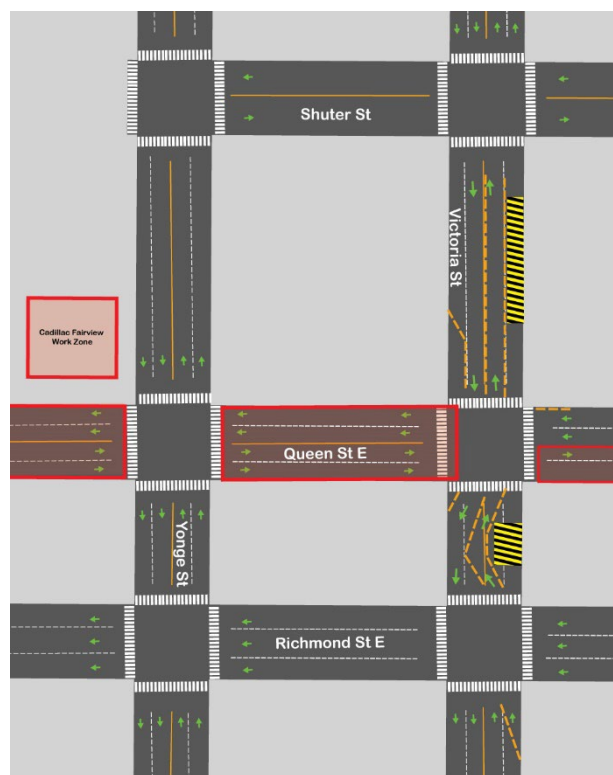 Shuter St
Victoria St
Cadillac Fairview
Work Zone
Queen St E
Yonge St
Richmond St E